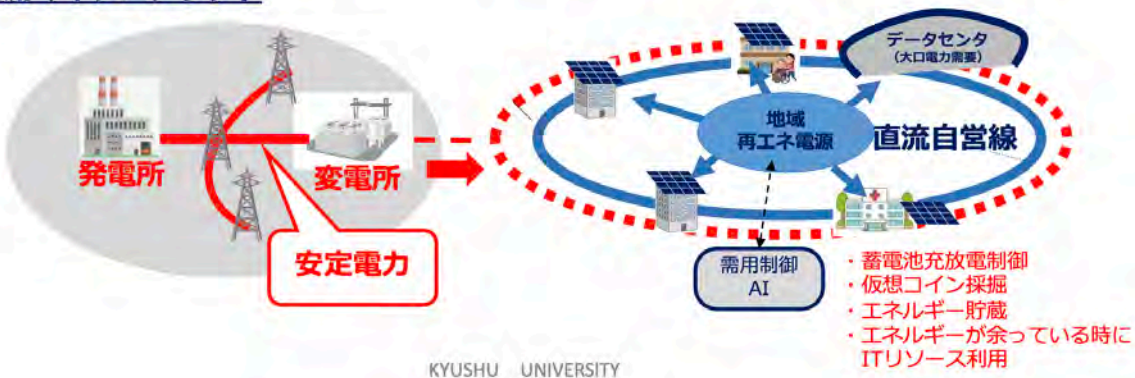 発電所
変電所
安定電力
データセンタ
(大口電力需要)
地域
再エネ電源
直流自営線
需用制御
AI
・蓄電池充放電制御
・仮想コイン採掘
・エネルギー貯蔵
・エネルギーが余っている時に
ITリソース利用
KYUSHU UNIVERSITY